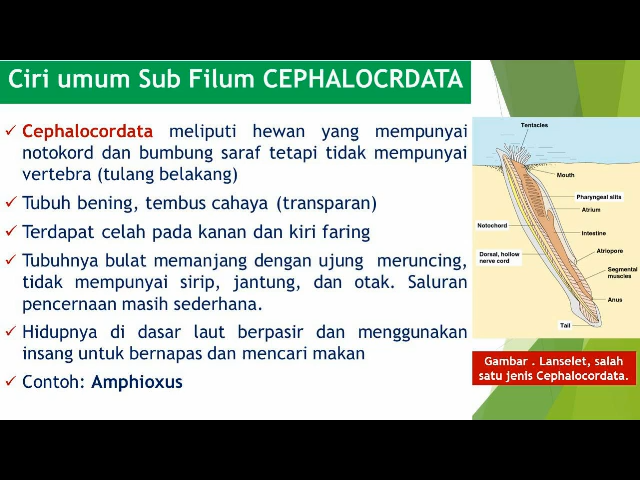 Ciri umum Sub Filum CEPHALOCRDATA
✓ Cephalocordata meliputi hewan yang mempunyai
notokord dan bumbung saraf tetapi tidak mempunyai
vertebra (tulang belakang)
✓ Tubuh bening, tembus cahaya (transparan)
✓ Terdapat celah pada kanan dan kiri faring
✓ Tubuhnya bulat memanjang dengan ujung meruncing,
tidak mempunyai sirip, jantung, dan otak. Saluran
pencernaan masih sederhana.
✓ Hidupnya di dasar laut berpasir dan menggunakan
insang untuk bernapas dan mencari makan
✓ Contoh: Amphioxus
Tentacles
Mouth
Pharyngeal slits
Atrium
Notochord
Intestine
Dorsal, hollow
nerve cord
Atriopore
Segmental
muscles
Anus
Tail
Gambar . Lanselet, salah
satu jenis Cephalocordata.